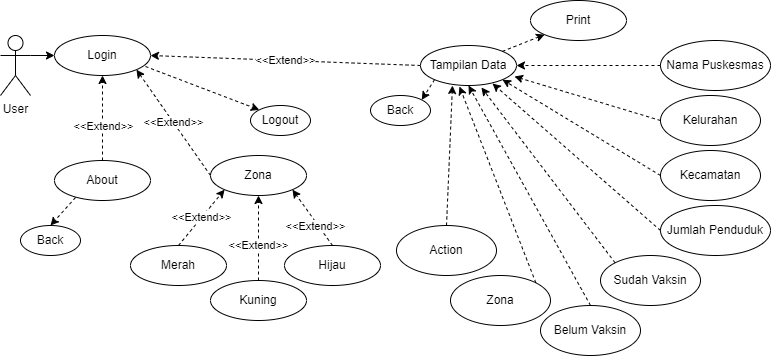 Print
Login
<<Extend>>
Tampilan Data
Nama Puskesmas
User
Back
Logout
Kelurahan
<<Extend>>
<<Extend>>
About
Zona
Kecamatan
<<Extend>>
<<Extend>>
<<Extend>>
Jumlah Penduduk
Back
Merah
Hijau
Action
Kuning
Zona
Sudah Vaksin
Belum Vaksin